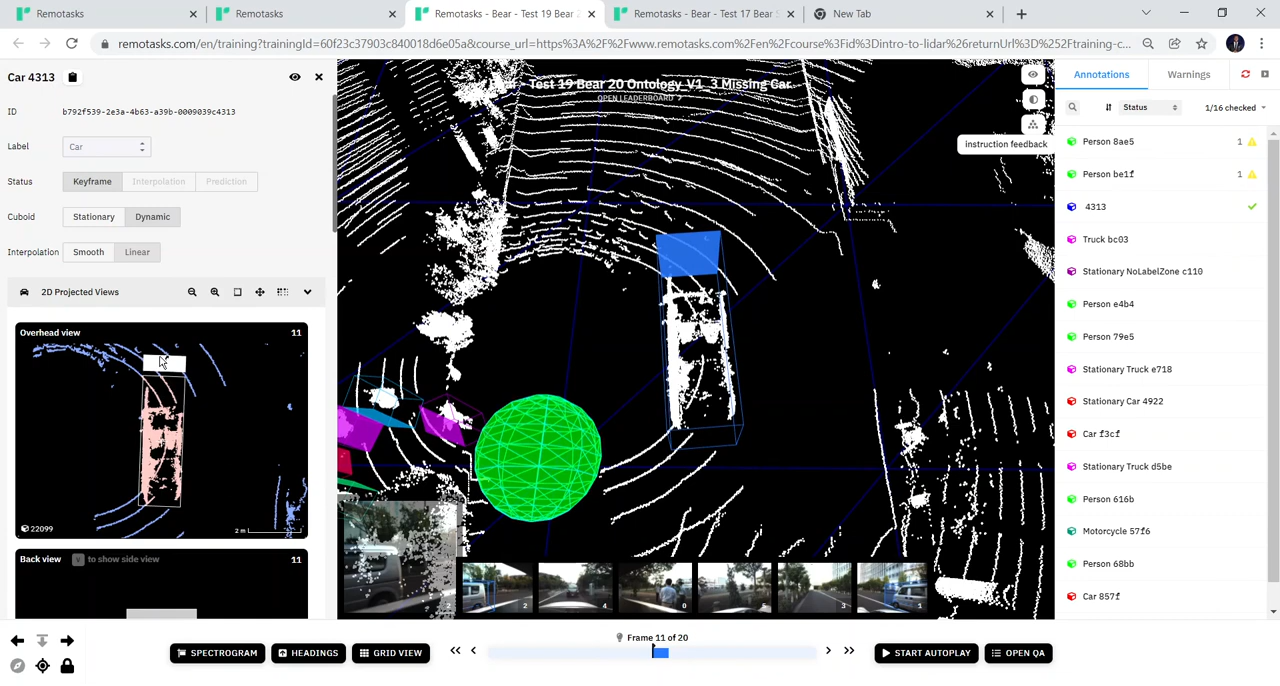 Remotasks
Remotasks
Remotasks - Bear - Test 19 Bear
Remotasks - Bear - Test 17 Bear S
New Tab
remotasks.com/en/training?trainingId=60f23c37903c840018d6e05a&course_url=https%3A%2F%2Fwww.remotasks.com%2Fen%2Fcourse%3Fid%3Dintro-to-lidar%26returnUrl%3D%252Ftraining-c...
Car 4313
ID b792f539-2e3a-4b63-a39b-0009039c4313
Label Car
Status Keyframe Interpolation Prediction
Cuboid Stationary Dynamic
Interpolation Smooth Linear
2D Projected Views
Overhead view 11
22099
2 m
Back view v to show side view 11
Test 19 Bear 20 Ontology_V1_3 Missing Car
OPEN LEADERBOARD >
instruction feedback
2
2
4
0
5
3
1
Annotations Warnings
Status 1/16 checked
Person 8ae5 1
Person be1f 1
4313
Truck bc03
Stationary NoLabelZone c110
Person e4b4
Person 79e5
Stationary Truck e718
Stationary Car 4922
Car f3cf
Stationary Truck d5be
Person 616b
Motorcycle 57f6
Person 68bb
Car 857f
SPECTROGRAM HEADINGS GRID VIEW
Frame 11 of 20
START AUTOPLAY OPEN QA